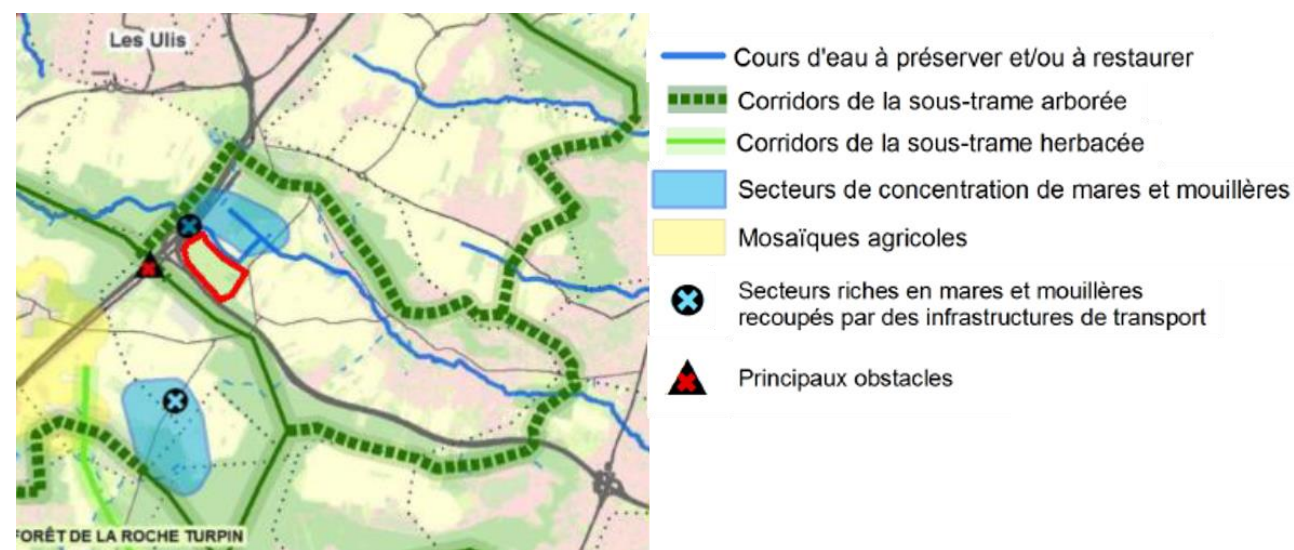 Les Ulis
FORÊT DE LA ROCHE TURPIN
Cours d'eau à préserver et/ou à restaurer
Corridors de la sous-trame arborée
Corridors de la sous-trame herbacée
Secteurs de concentration de mares et mouillères
Mosaïques agricoles
Secteurs riches en mares et mouillères
recoupés par des infrastructures de transport
Principaux obstacles